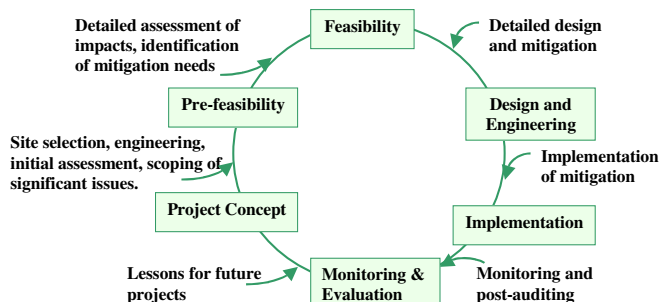 Detailed assessment of
impacts, identification
of mitigation needs
Feasibility
Detailed design
and mitigation
Pre-feasibility
Design and
Engineering
Site selection, engineering,
initial assessment, scoping of
significant issues.
Implementation
of mitigation
Project Concept
Implementation
Lessons for future
projects
Monitoring &
Evaluation
Monitoring and
post-auditing